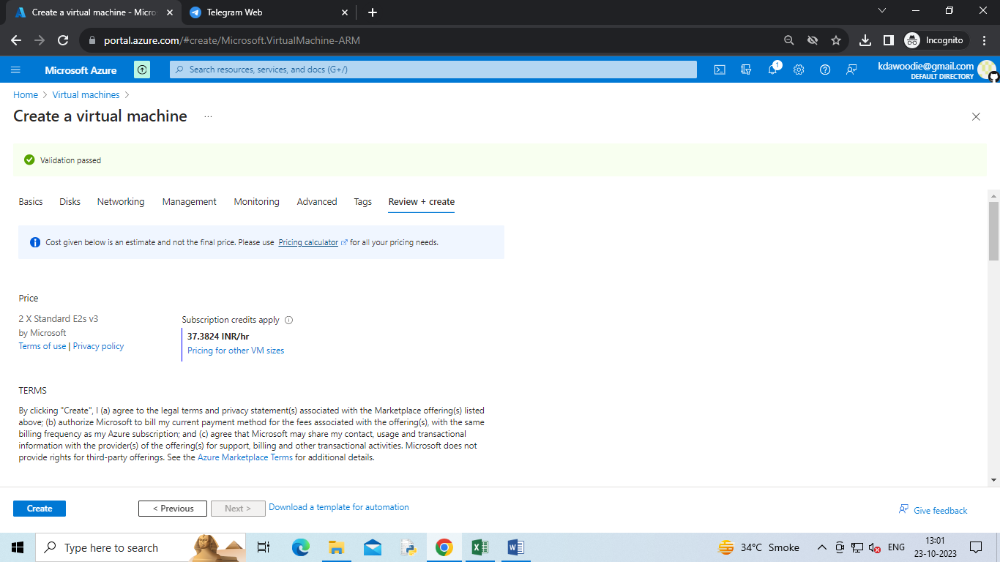 Create a virtual machine - Micro
Telegram Web
portal.azure.com/#create/Microsoft.VirtualMachine-ARM
Incognito
Microsoft Azure
Search resources, services, and docs (G+/)
1
kdawoodie@gmail.com
DEFAULT DIRECTORY
Home > Virtual machines >
Create a virtual machine ...
Validation passed
Basics Disks Networking Management Monitoring Advanced Tags Review + create
Cost given below is an estimate and not the final price. Please use Pricing calculator for all your pricing needs.
Price
2 X Standard E2s v3
by Microsoft
Terms of use | Privacy policy
Subscription credits apply
37.3824 INR/hr
Pricing for other VM sizes
TERMS
By clicking "Create", I (a) agree to the legal terms and privacy statement(s) associated with the Marketplace offering(s) listed
above; (b) authorize Microsoft to bill my current payment method for the fees associated with the offering(s), with the same
billing frequency as my Azure subscription; and (c) agree that Microsoft may share my contact, usage and transactional
information with the provider(s) of the offering(s) for support, billing and other transactional activities. Microsoft does not
provide rights for third-party offerings. See the Azure Marketplace Terms for additional details.
Create
< Previous
Next >
Download a template for automation
Give feedback
Type here to search
34°C Smoke
ENG
13:01
23-10-2023